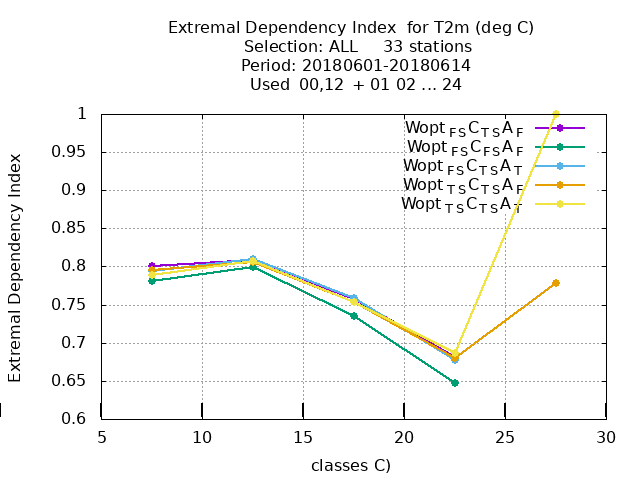 Extremal Dependency Index  for T2m (deg C)
Selection: ALL     33 stations
Period: 20180601-20180614
Used  00,12  + 01 02 ... 24
Extremal Dependency Index
1
0.95
0.9
0.85
0.8
0.75
0.7
0.65
0.6
Wopt FS C TS A F
Wopt FS C FS A F
Wopt FS C TS A T
Wopt TS C TS A F
Wopt TS C TS A T
5 10 15 20 25 30
classes C)